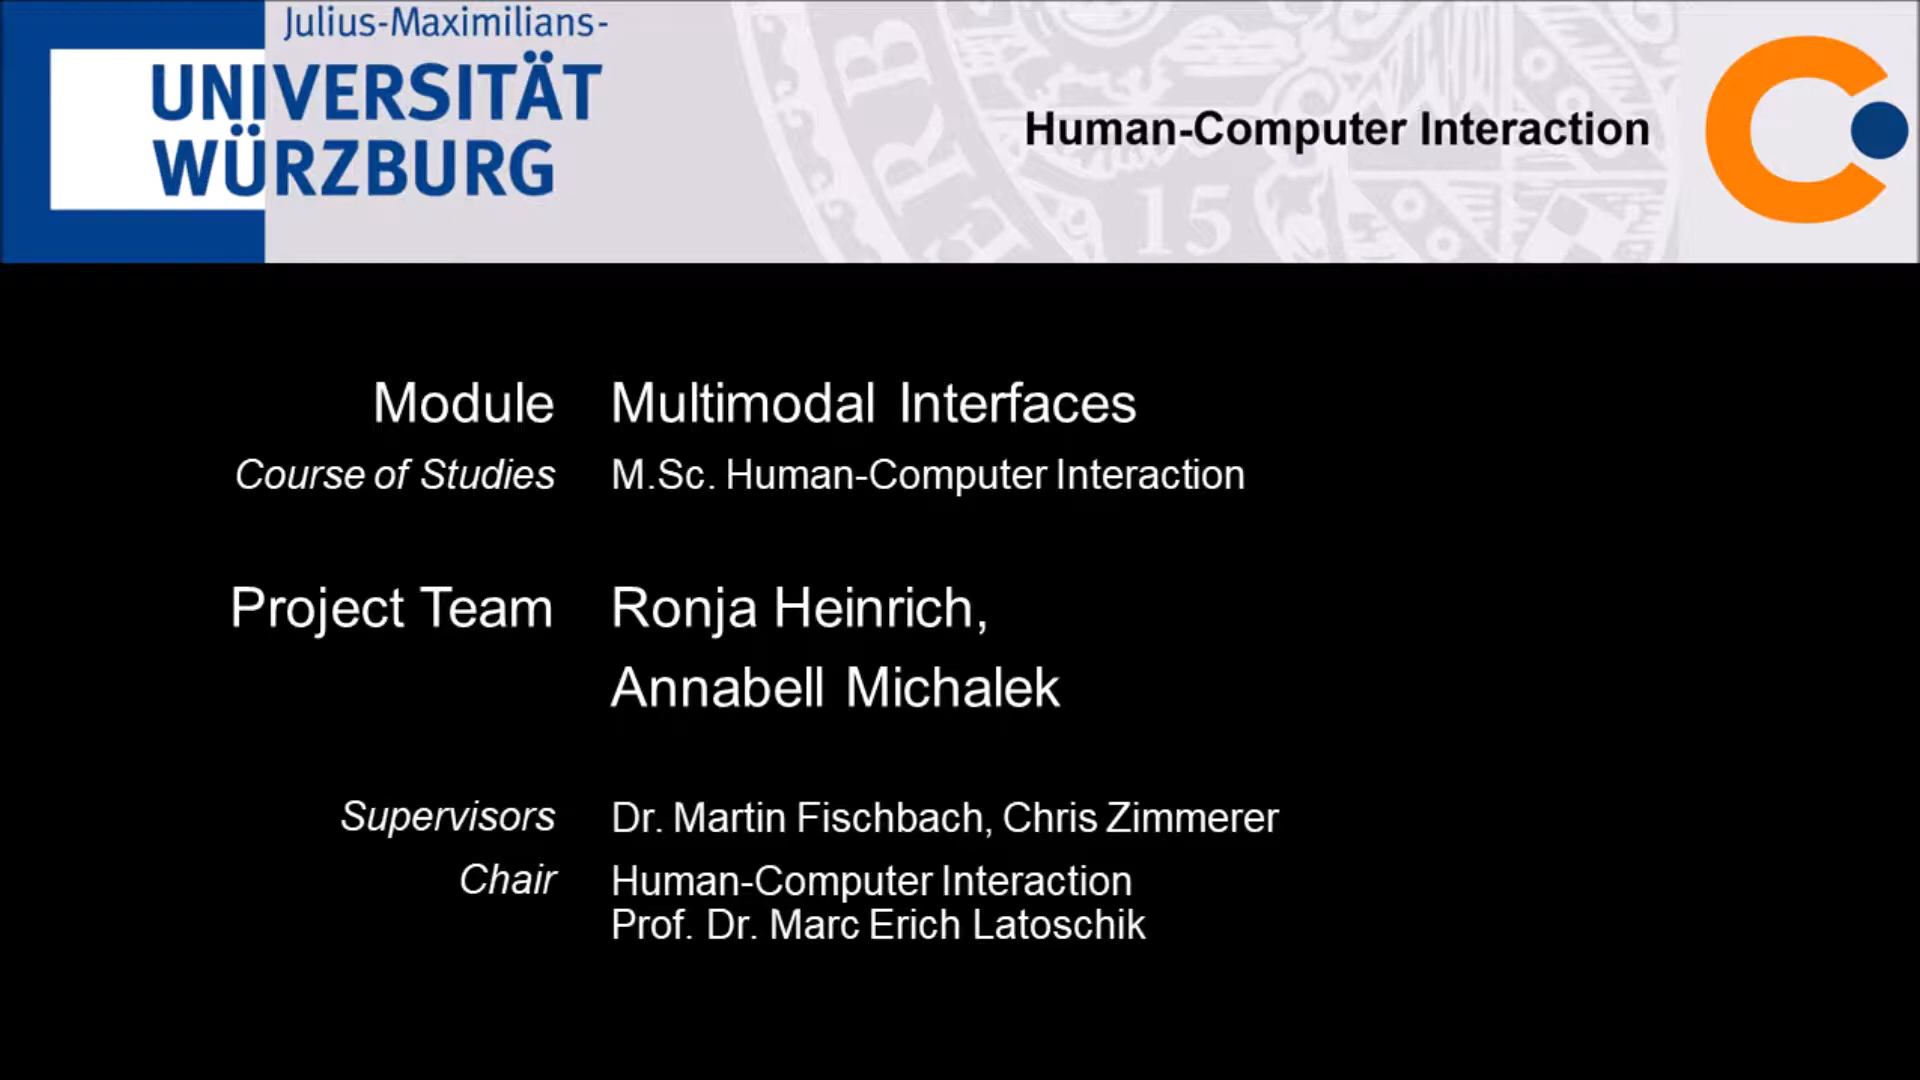 Julius-Maximilians-
UNIVERSITÄT
WÜRZBURG
Human-Computer Interaction
ERB
15
Module Multimodal Interfaces
Course of Studies M.Sc. Human-Computer Interaction
Project Team Ronja Heinrich,
Annabell Michalek
Supervisors Dr. Martin Fischbach, Chris Zimmerer
Chair Human-Computer Interaction
Prof. Dr. Marc Erich Latoschik